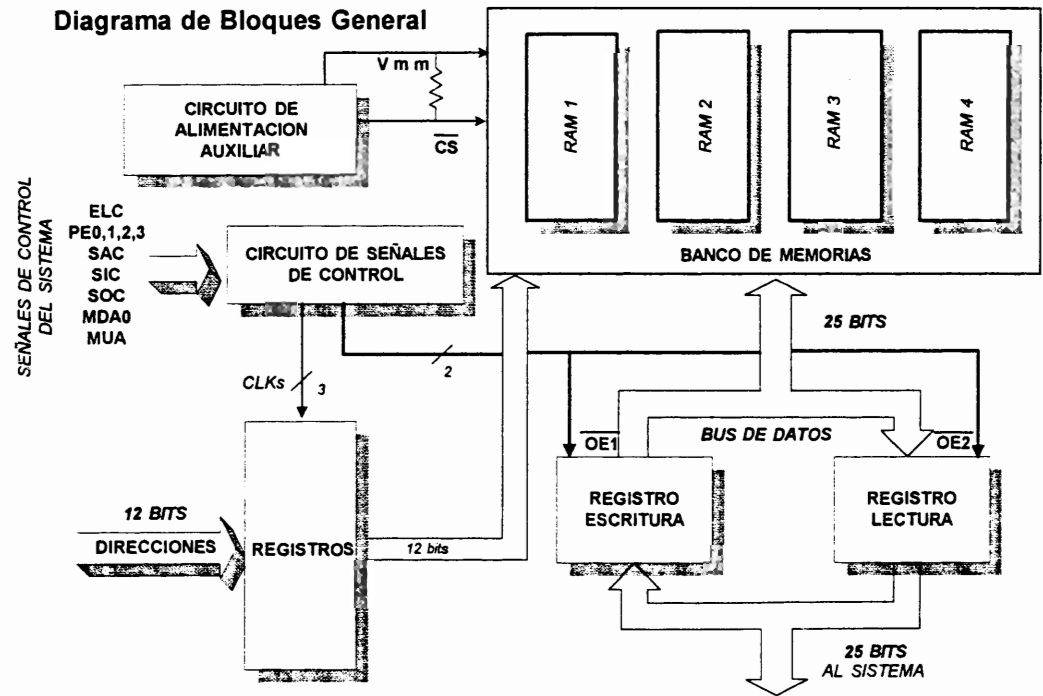 Diagrama de Bloques General
V m m
CIRCUITO DE
ALIMENTACION
AUXILIAR
CS
RAM 1
RAM 2
RAM 3
RAM 4
BANCO DE MEMORIAS
SEÑALES DE CONTROL
DEL SISTEMA
ELC
PE0,1,2,3
SAC
SIC
SOC
MDA0
MUA
CIRCUITO DE SEÑALES
DE CONTROL
25 BITS
2
CLKs
3
BUS DE DATOS
OE1
OE2
REGISTRO
ESCRITURA
REGISTRO
LECTURA
12 BITS
DIRECCIONES
REGISTROS
12 bits
25 BITS
AL SISTEMA